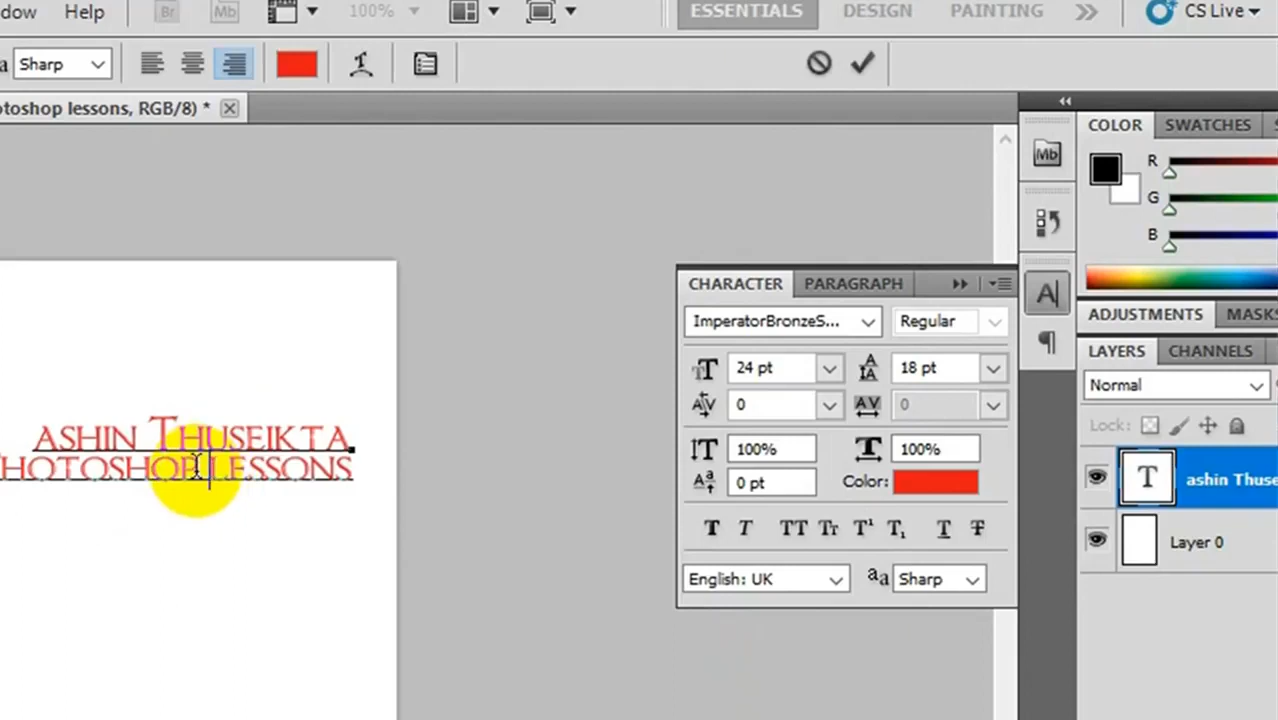 ndow Help Br Mb 100% ESSENTIALS DESIGN PAINTING CS Live
a Sharp
otoshop lessons, RGB/8) *
Mb
COLOR SWATCHES
R
G
B
CHARACTER PARAGRAPH
ImperatorBronzeS... Regular
24 pt 18 pt
0 0
100% 100%
0 pt Color:
T T TT Tr T¹ T₁ T T
English: UK aa Sharp
ADJUSTMENTS MASKS
LAYERS CHANNELS
Normal
Lock:
T ashin Thuse
Layer 0
ASHIN THUSEIKTA
HOTOSHOP LESSONS